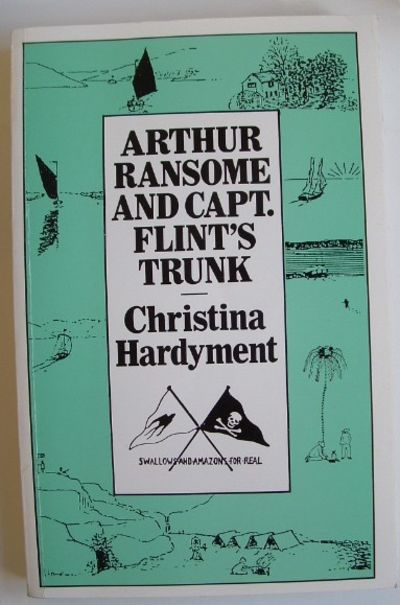 ARTHUR
RANSOME
AND CAPT.
FLINT'S
TRUNK
Christina
Hardyment
SWALLOWS·AND·AMAZONS·FOR·REAL